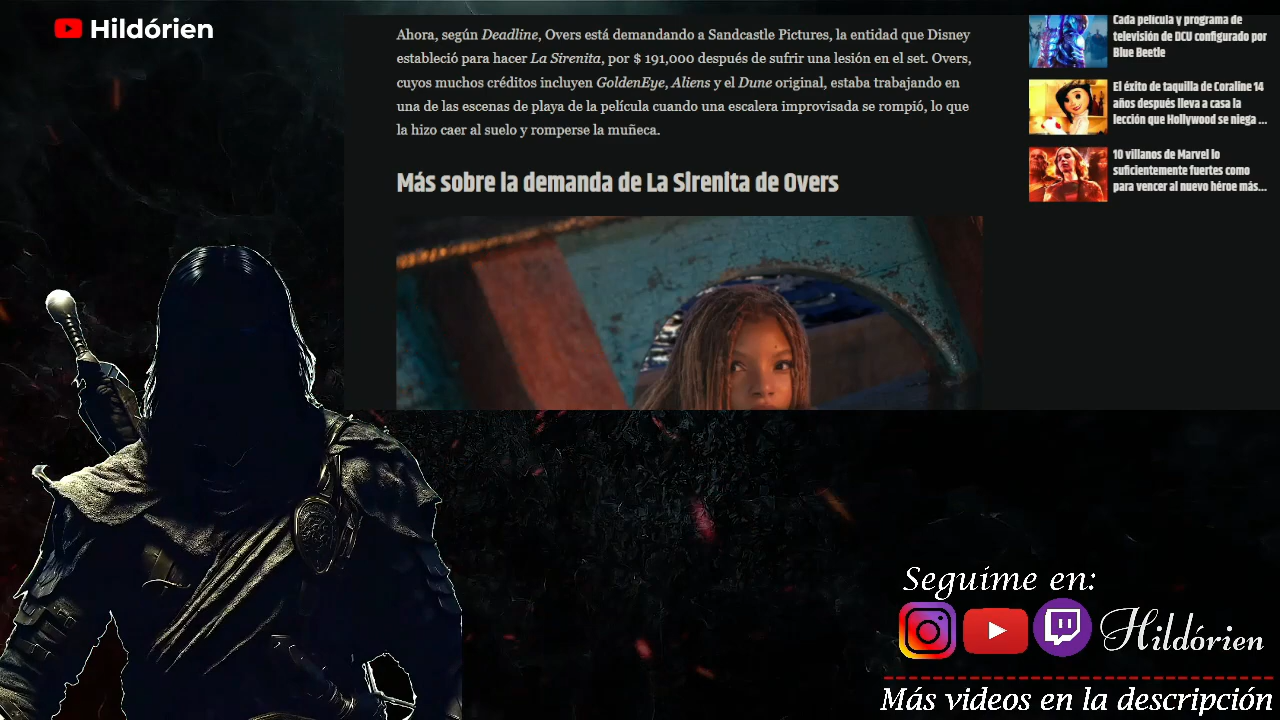 Hildórien
Ahora, según Deadline, Overs está demandando a Sandcastle Pictures, la entidad que Disney
estableció para hacer La Sirenita, por $ 191,000 después de sufrir una lesión en el set. Overs,
cuyos muchos créditos incluyen GoldenEye, Aliens y el Dune original, estaba trabajando en
una de las escenas de playa de la película cuando una escalera improvisada se rompió, lo que
la hizo caer al suelo y romperse la muñeca.
Más sobre la demanda de La Sirenita de Overs
Cada película y programa de
televisión de DCU configurado por
Blue Beetle
El éxito de taquilla de Coraline 14
años después lleva a casa la
lección que Hollywood se niega ...
10 villanos de Marvel lo
suficientemente fuertes como
para vencer al nuevo héroe más...
Seguime en:
Hildórien
Más videos en la descripción